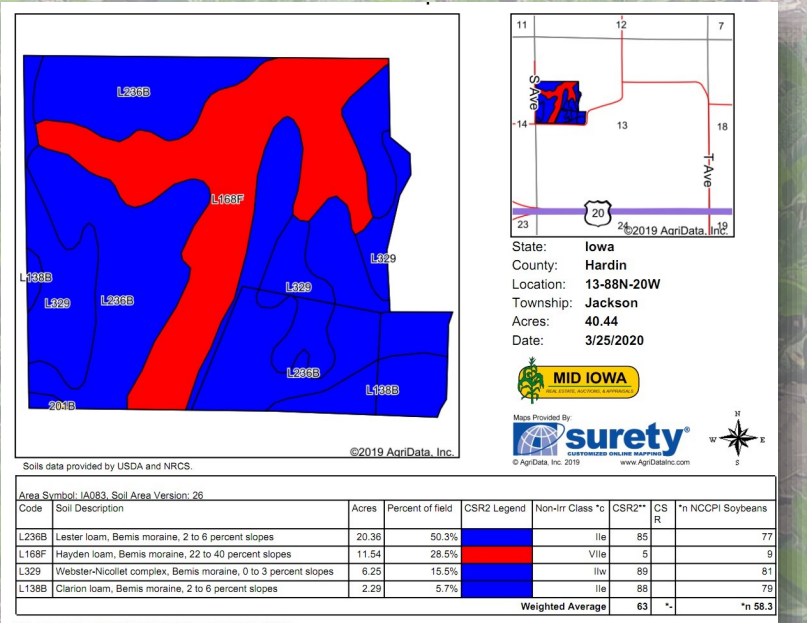 L236B
L168F
L329
L138B
L329
L236B
L329
L236B
L138B
201B
©2019 AgriData, Inc.
Soils data provided by USDA and NRCS.
11 12 7
S Ave
14 13 18
T Ave
20
23 24 19
©2019 AgriData, Inc.
State: Iowa
County: Hardin
Location: 13-88N-20W
Township: Jackson
Acres: 40.44
Date: 3/25/2020
MID IOWA
REAL ESTATE, AUCTIONS, & APPRAISALS
Maps Provided By:
surety®
CUSTOMIZED ONLINE MAPPING
© AgriData, Inc. 2019 www.AgriDataInc.com
N
W E
S
Area Symbol: IA083, Soil Area Version: 26
Code Soil Description Acres Percent of field CSR2 Legend Non-Irr Class *c CSR2** CS R *n NCCPI Soybeans
L236B Lester loam, Bemis moraine, 2 to 6 percent slopes 20.36 50.3% IIe 85 77
L168F Hayden loam, Bemis moraine, 22 to 40 percent slopes 11.54 28.5% VIIe 5 9
L329 Webster-Nicollet complex, Bemis moraine, 0 to 3 percent slopes 6.25 15.5% IIw 89 81
L138B Clarion loam, Bemis moraine, 2 to 6 percent slopes 2.29 5.7% IIe 88 79
Weighted Average 63 *- *n 58.3